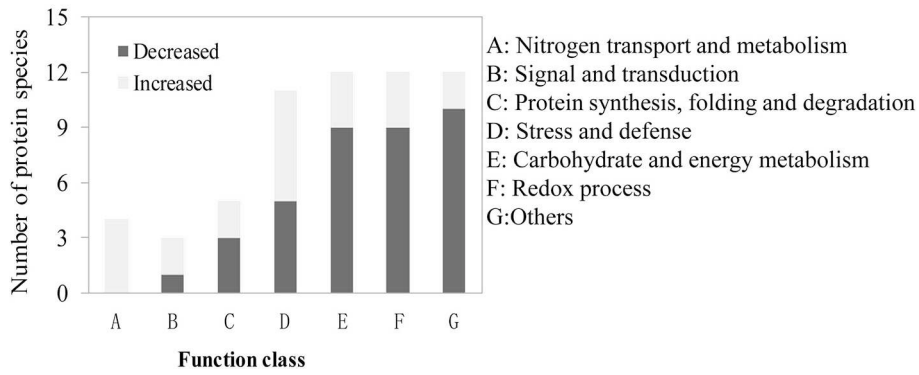 15
12
9
6
3
0
Number of protein species
Decreased
Increased
A B C D E F G
Function class
A: Nitrogen transport and metabolism
B: Signal and transduction
C: Protein synthesis, folding and degradation
D: Stress and defense
E: Carbohydrate and energy metabolism
F: Redox process
G:Others